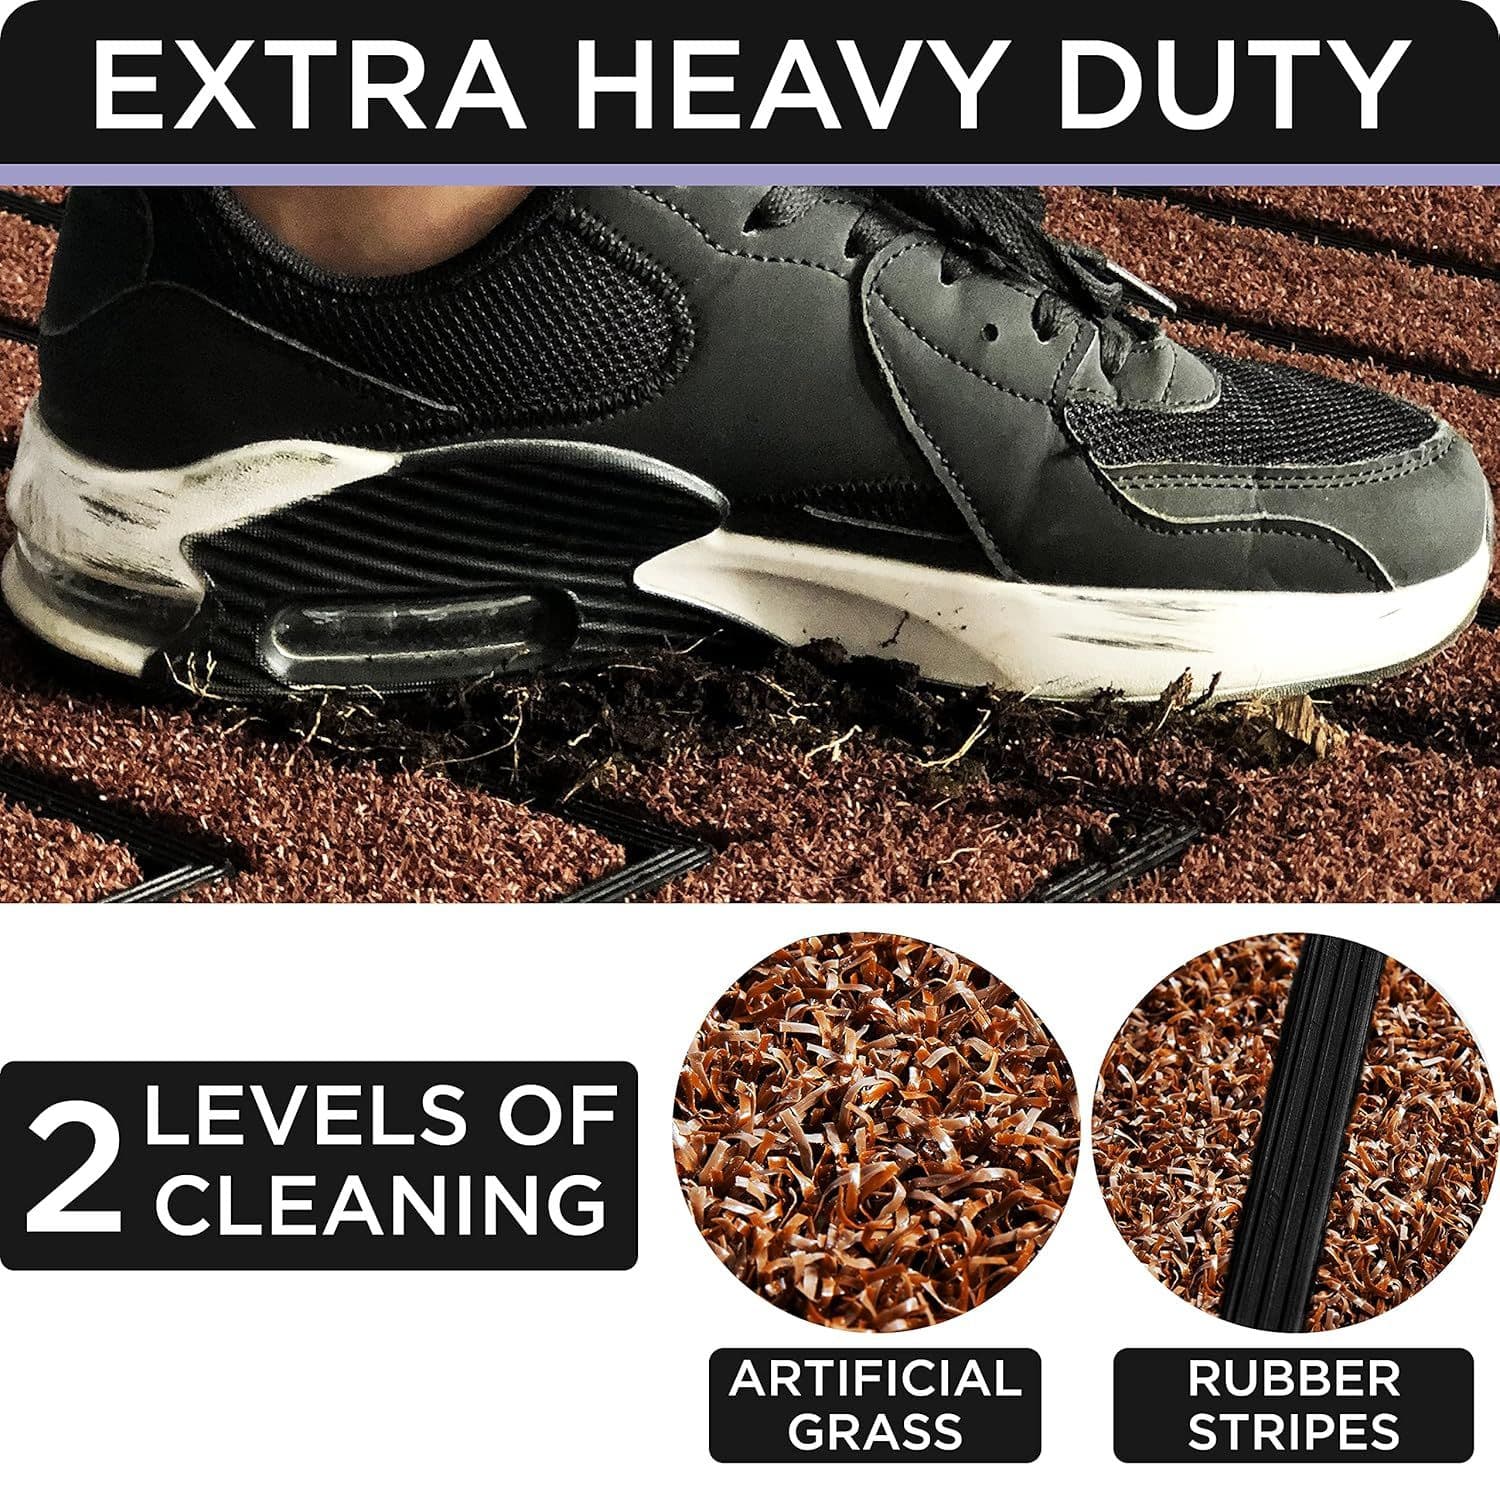 EXTRA HEAVY DUTY
2 LEVELS OF
CLEANING
ARTIFICIAL
GRASS
RUBBER
STRIPES